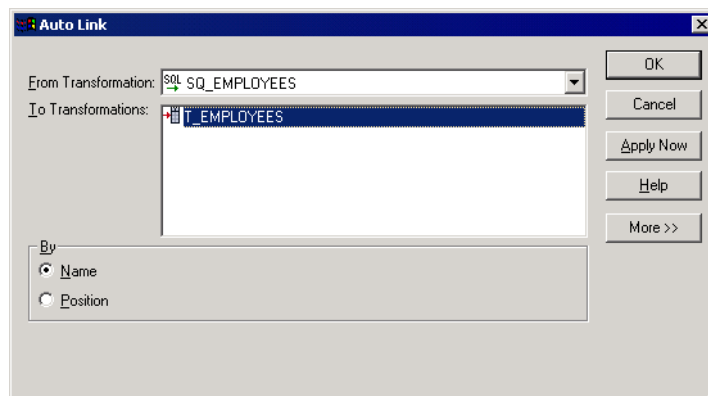 Auto Link
From Transformation: SQL SQ_EMPLOYEES
OK
To Transformations: T_EMPLOYEES
Cancel
Apply Now
Help
More >>
By
Name
Position